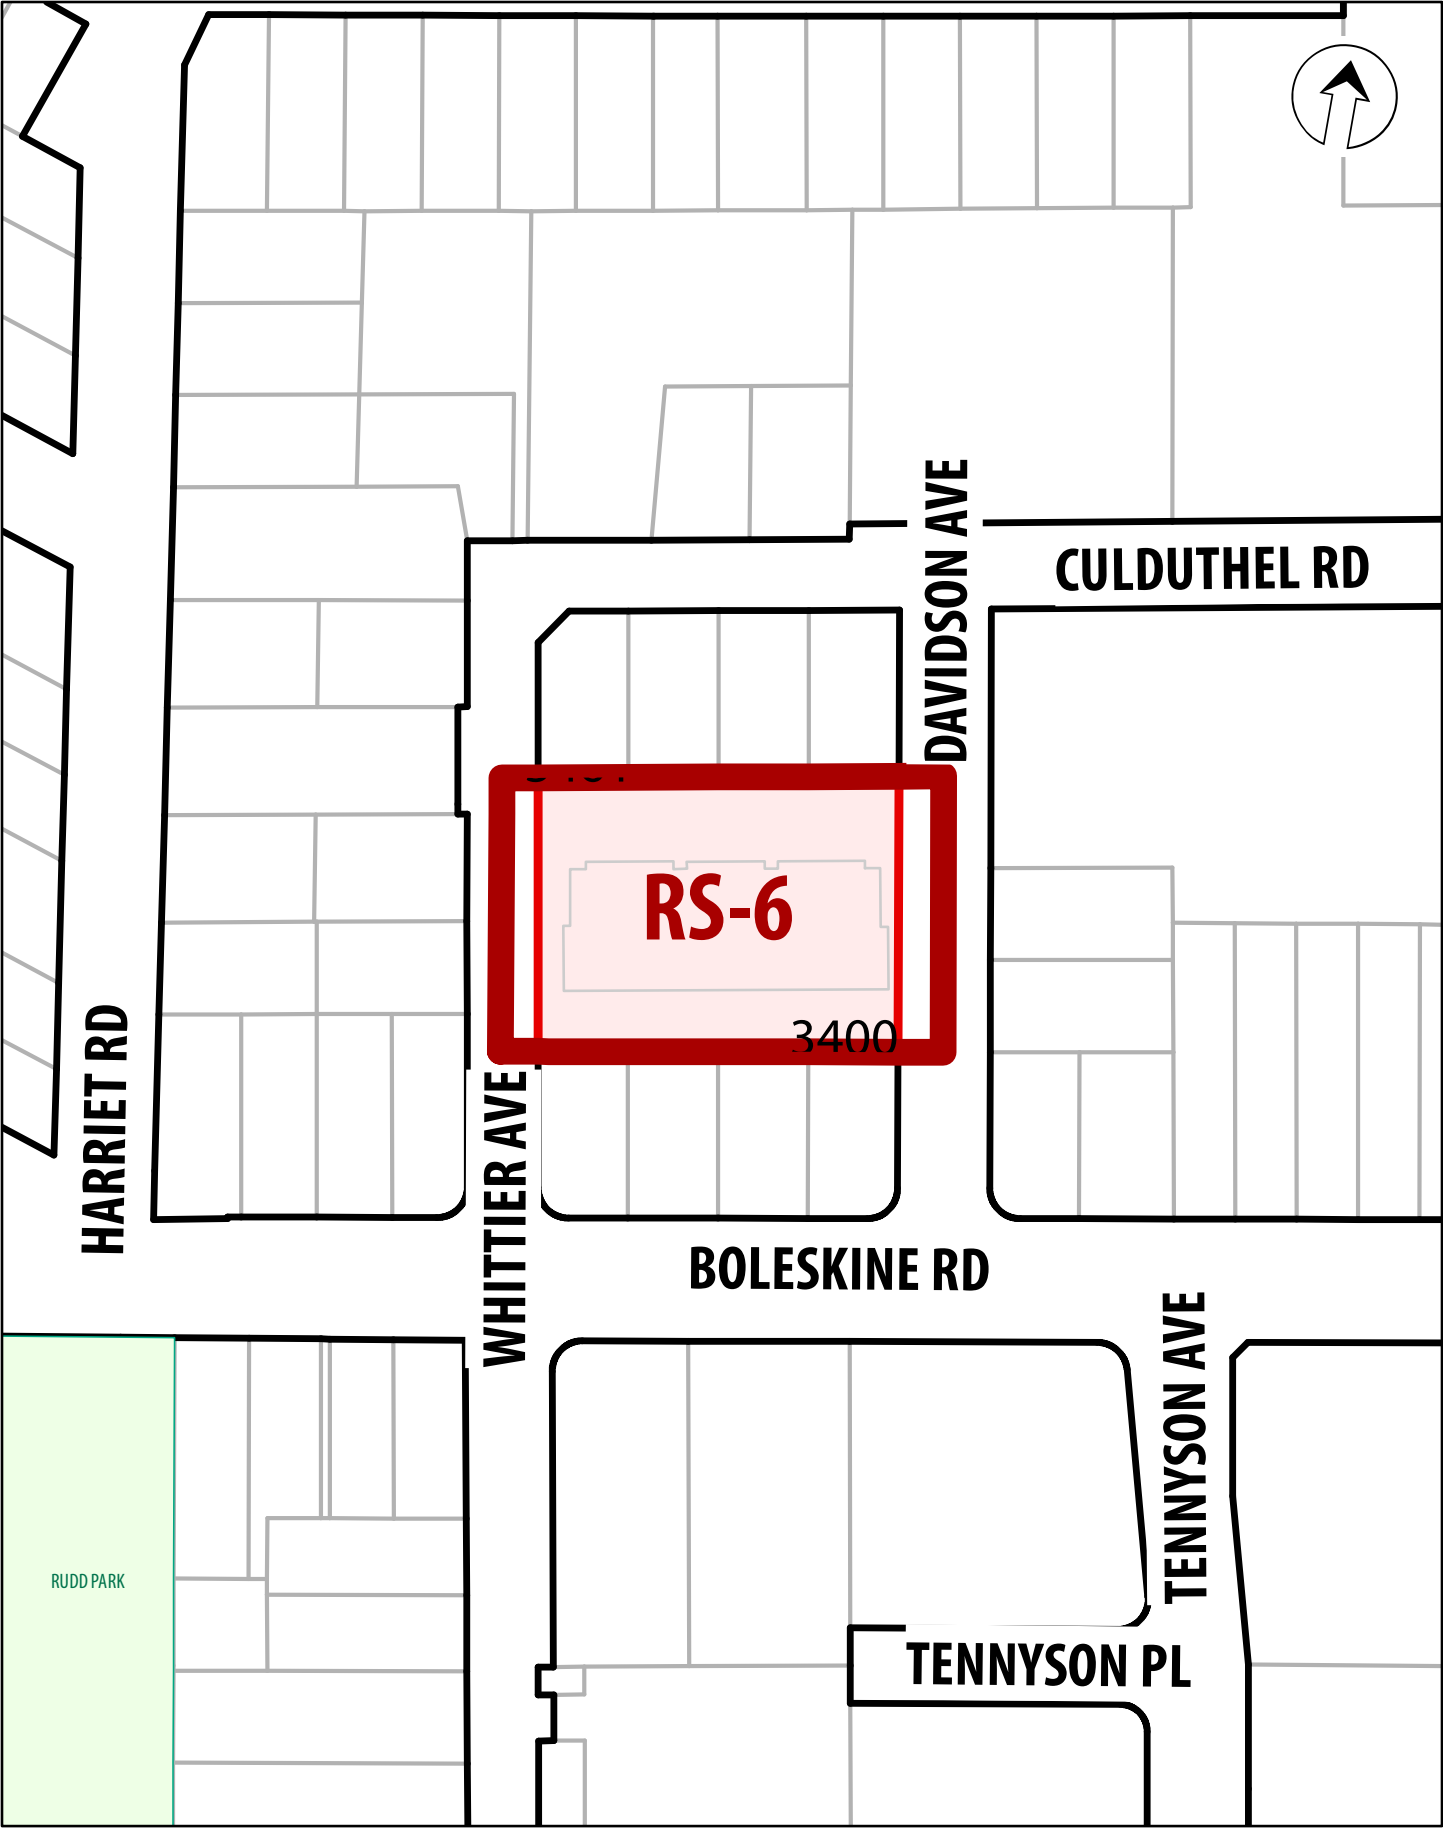 DAVIDSON AVE
CULDUTHEL RD
RS-6
3400
HARRIET RD
WHITTIER AVE
BOLESKINE RD
TENNYSON AVE
RUDD PARK
TENNYSON PL